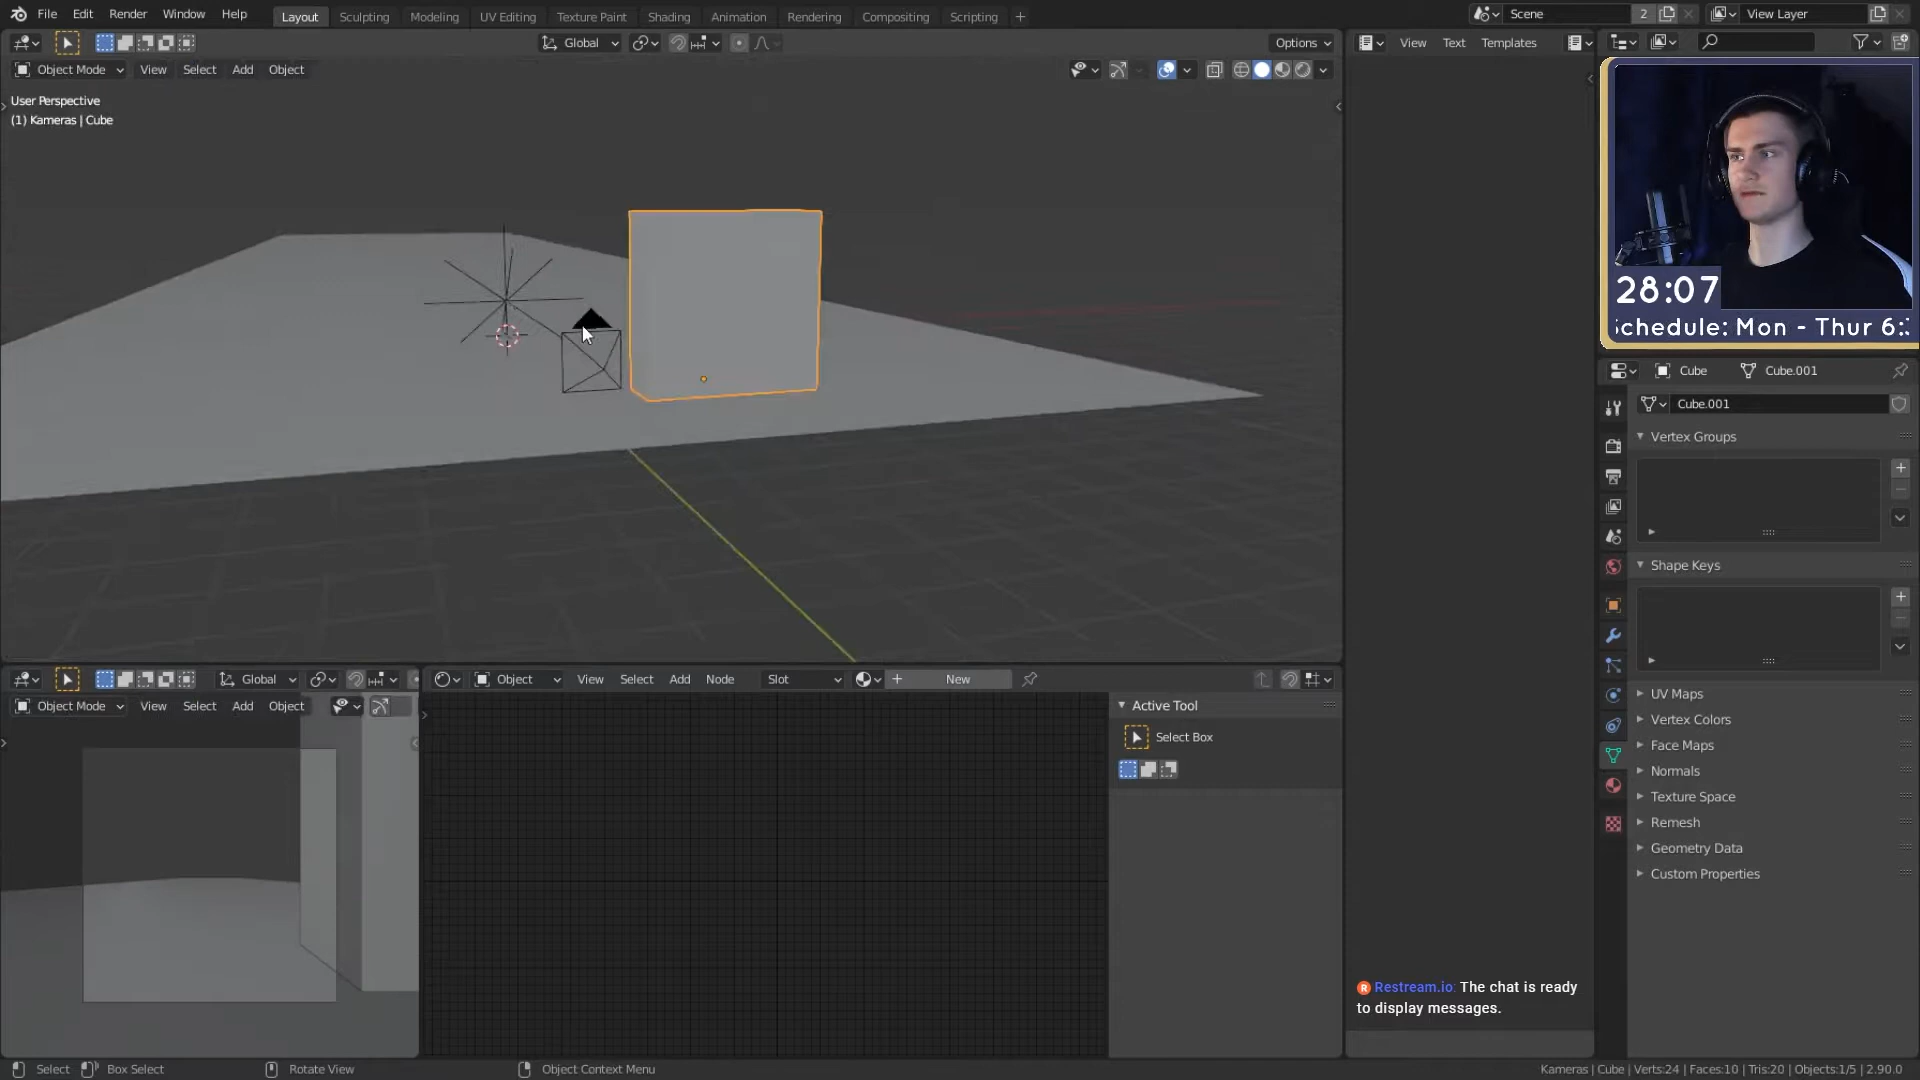 File Edit Render Window Help Layout Sculpting Modeling UV Editing Texture Paint Shading Animation Rendering Compositing Scripting + Scene 2 View Layer
Global Options View Text Templates
Object Mode View Select Add Object
User Perspective
(1) Kameras | Cube
28:07
Schedule: Mon - Thur 6:
Cube Cube.001
Cube.001
Vertex Groups
Shape Keys
UV Maps
Vertex Colors
Face Maps
Normals
Texture Space
Remesh
Geometry Data
Custom Properties
Global Object View Select Add Node Slot New
Object Mode View Select Add Object Active Tool
Select Box
Restream.io: The chat is ready
to display messages.
Select Box Select Rotate View Object Context Menu Kameras | Cube | Verts:24 | Faces:10 | Tris:20 | Objects:1/5 | 2.90.0